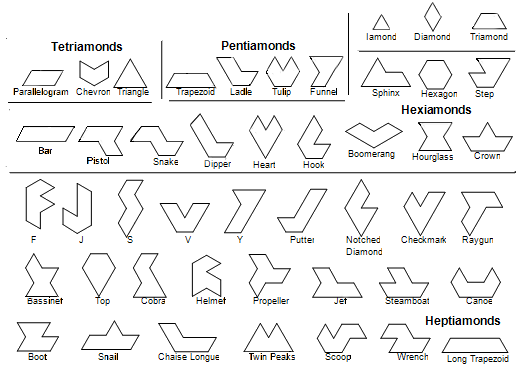 Iamond Diamond Triamond
Tetriamonds Pentiamonds
Parallelogram Chevron Triangle Trapezoid Ladle Tulip Funnel Sphinx Hexagon Step
Hexiamonds
Bar Pistol Snake Dipper Heart Hook Boomerang Hourglass Crown
F J S V Y Putter Notched Diamond Checkmark Raygun
Bassinet Top Cobra Helmet Propeller Jet Steamboat Canoe
Heptiamonds
Boot Snail Chaise Longue Twin Peaks Scoop Wrench Long Trapezoid